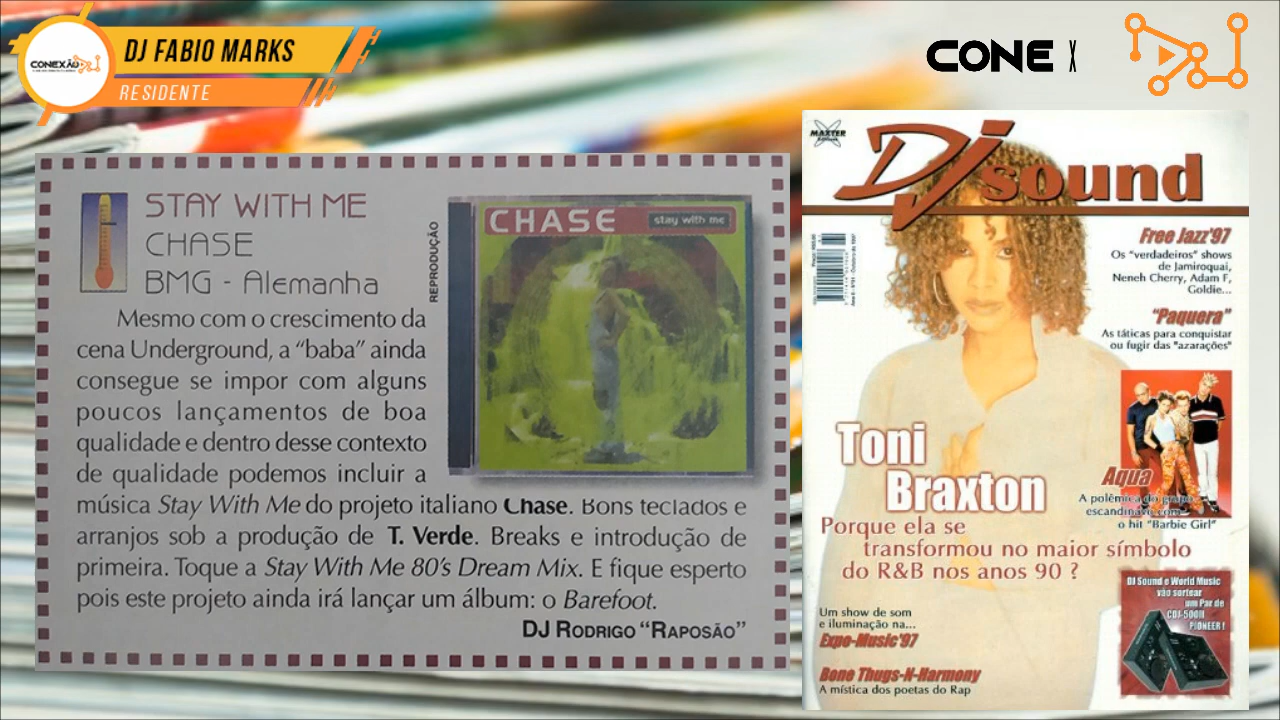 DJ FABIO MARKS
RESIDENTE
CONEXÃO
CONE X
STAY WITH ME
CHASE
BMG - Alemanha
REPRODUÇÃO
CHASE
stay with me
Mesmo com o crescimento da
cena Underground, a “baba” ainda
consegue se impor com alguns
poucos lançamentos de boa
qualidade e dentro desse contexto
de qualidade podemos incluir a
música Stay With Me do projeto italiano Chase. Bons teclados e
arranjos sob a produção de T. Verde. Breaks e introdução de
primeira. Toque a Stay With Me 80’s Dream Mix. E fique esperto
pois este projeto ainda irá lançar um álbum: o Barefoot.
DJ RODRIGO “RAPOSÃO”
MAXTER
Dj sound
Free Jazz'97
Os "verdadeiros" shows
de Jamiroquai,
Neneh Cherry, Adam F,
Goldie...
"Paquera"
As táticas para conquistar
ou fugir das "azarações"
Aqua
A polêmica do grupo
escandinavo com
o hit "Barbie Girl"
Toni
Braxton
Porque ela se
transformou no maior símbolo
do R&B nos anos 90 ?
DJ Sound e World Music
vão sortear
um Par de
CDJ-500II
PIONEER!
Um show de som
e iluminação na...
Expo-Music'97
Bone Thugs-N-Harmony
A mística dos poetas do Rap